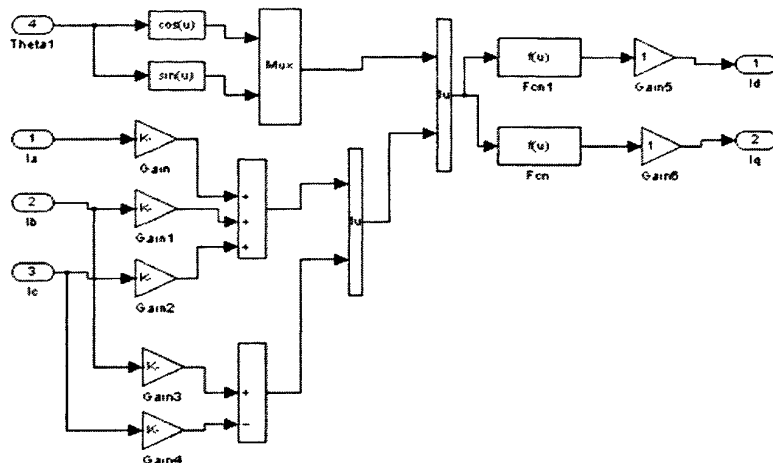 4
Theta1
cos(u)
sin(u)
Mux
f(u)
Fcn1
1
Gain5
1
Id
f(u)
Fcn
1
Gain6
2
Iq
1
Ia
K-
Gain
2
Ib
K-
Gain1
3
Ic
K-
Gain2
+
+
+
K-
Gain3
K-
Gain4
+
−